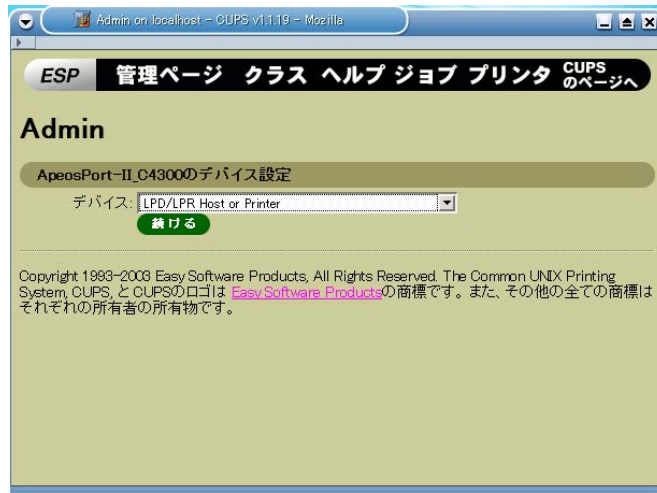 Admin on localhost - CUPS v1.1.19 - Mozilla
ESP 管理ページ クラス ヘルプ ジョブ プリンタ CUPSのページへ
Admin
ApeosPort-II_C4300のデバイス設定
デバイス: LPD/LPR Host or Printer
続ける
Copyright 1993-2003 Easy Software Products, All Rights Reserved. The Common UNIX Printing
System, CUPS, と CUPSのロゴは Easy Software Productsの商標です。また、その他の全ての商標は
それぞれの所有者の所有物です。